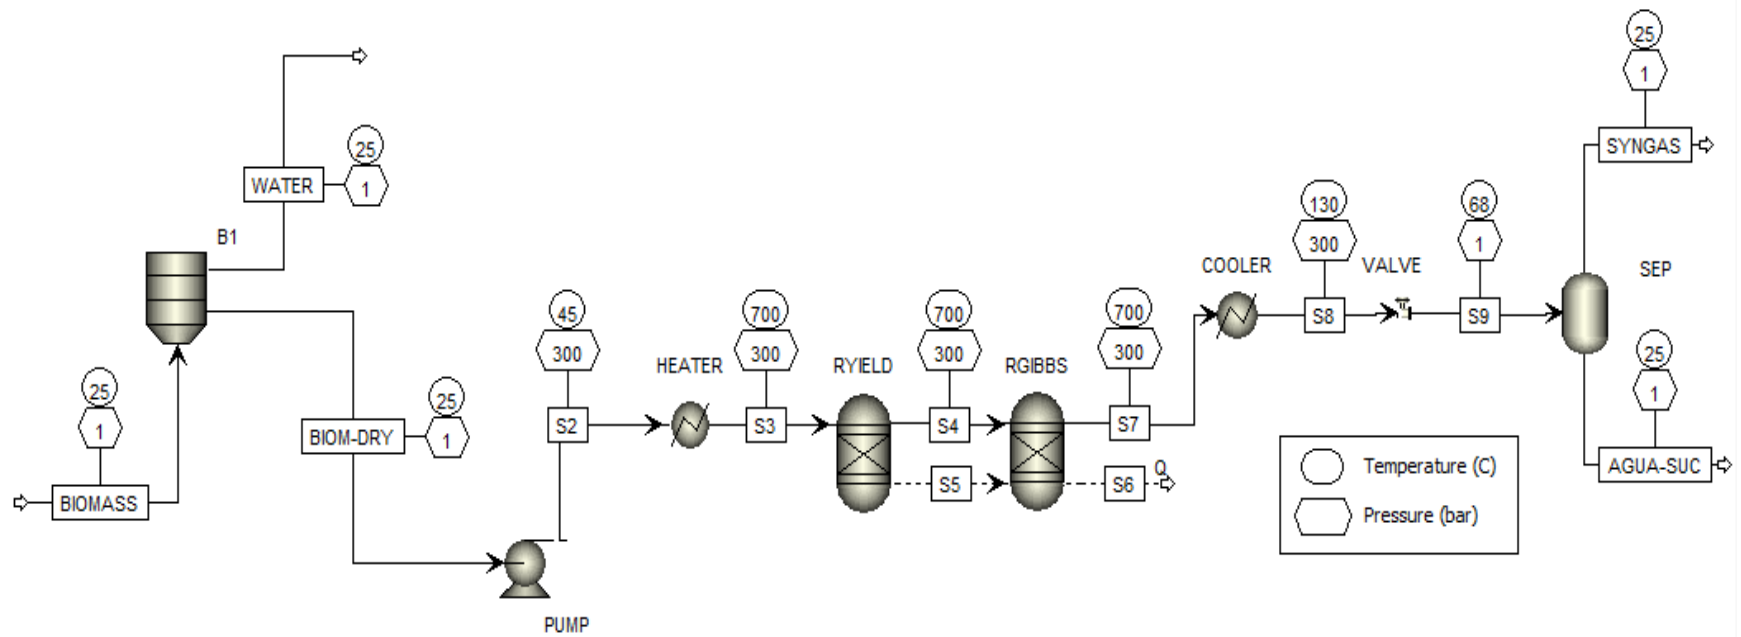 25
1
SYNGAS
25
1
WATER
B1
130
300
68
1
COOLER
VALVE
SEP
S8
S9
45
300
700
300
700
300
700
300
HEATER
RYIELD
RGIBBS
25
1
25
1
25
1
S2
S3
S4
S7
BIOM-DRY
Temperature (C)
Pressure (bar)
AGUA-SUC
S5
S6
Q
BIOMASS
PUMP